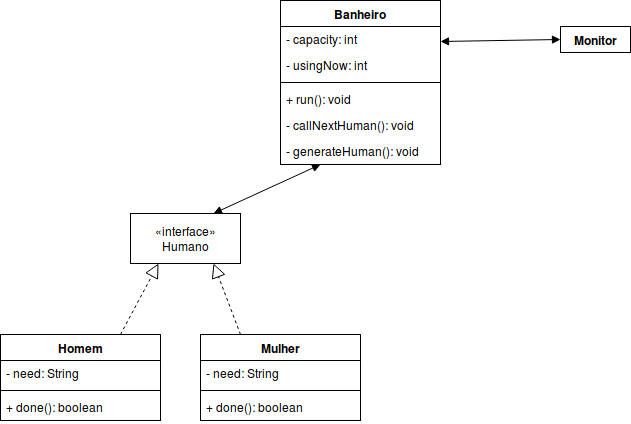 Banheiro
- capacity: int
- usingNow: int
+ run(): void
- callNextHuman(): void
- generateHuman(): void
Monitor
«interface»
Humano
Homem
- need: String
+ done(): boolean
Mulher
- need: String
+ done(): boolean